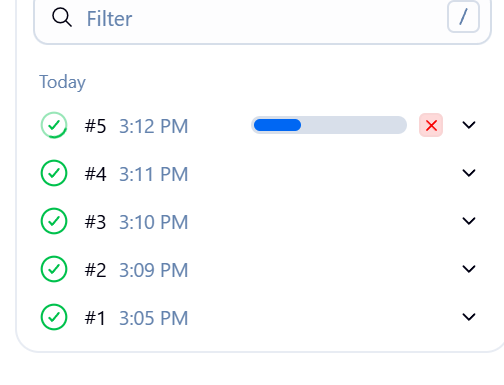 Filter /
Today
#5 3:12 PM
#4 3:11 PM
#3 3:10 PM
#2 3:09 PM
#1 3:05 PM